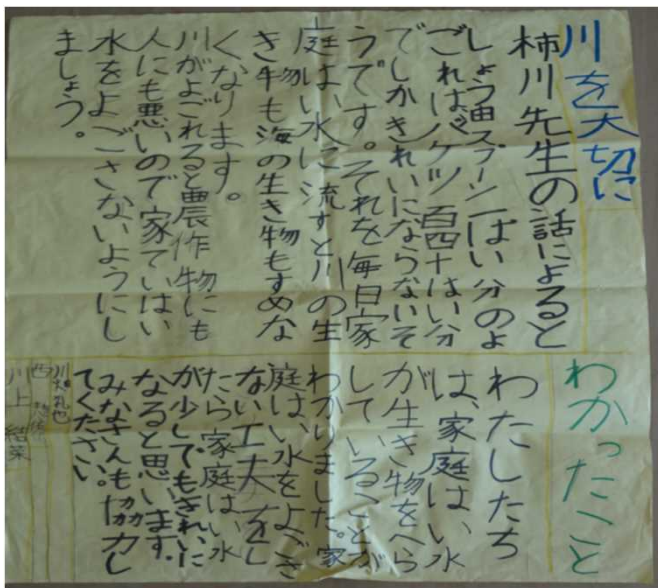 川を大切に
柿川先生の話によると
しょう油スプーン一ぱい分のよ
ごれはバケツ百四十はい分
でしかきれいにならないそ
うです。それを毎日家
庭はい水に流すと川の生
き物も海の生き物もすめな
くなります。
川がよごれると農作物にも
人にも悪いので家ていはい
水をよごさないようにし
ましょう。
わかったこと
わたしたち
は、家庭はい水
が生き物をへら
していることが
わかりました。家
庭はい水をよごさ
ない工夫をし
たら家庭はい水
が少しでもきれいに
なると思います。
みなさんも協力し
てください。
西
川上 結菜